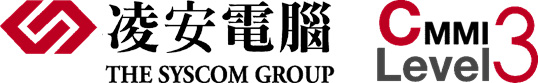 凌安電腦
THE SYSCOM GROUP
CMMI
Level 3